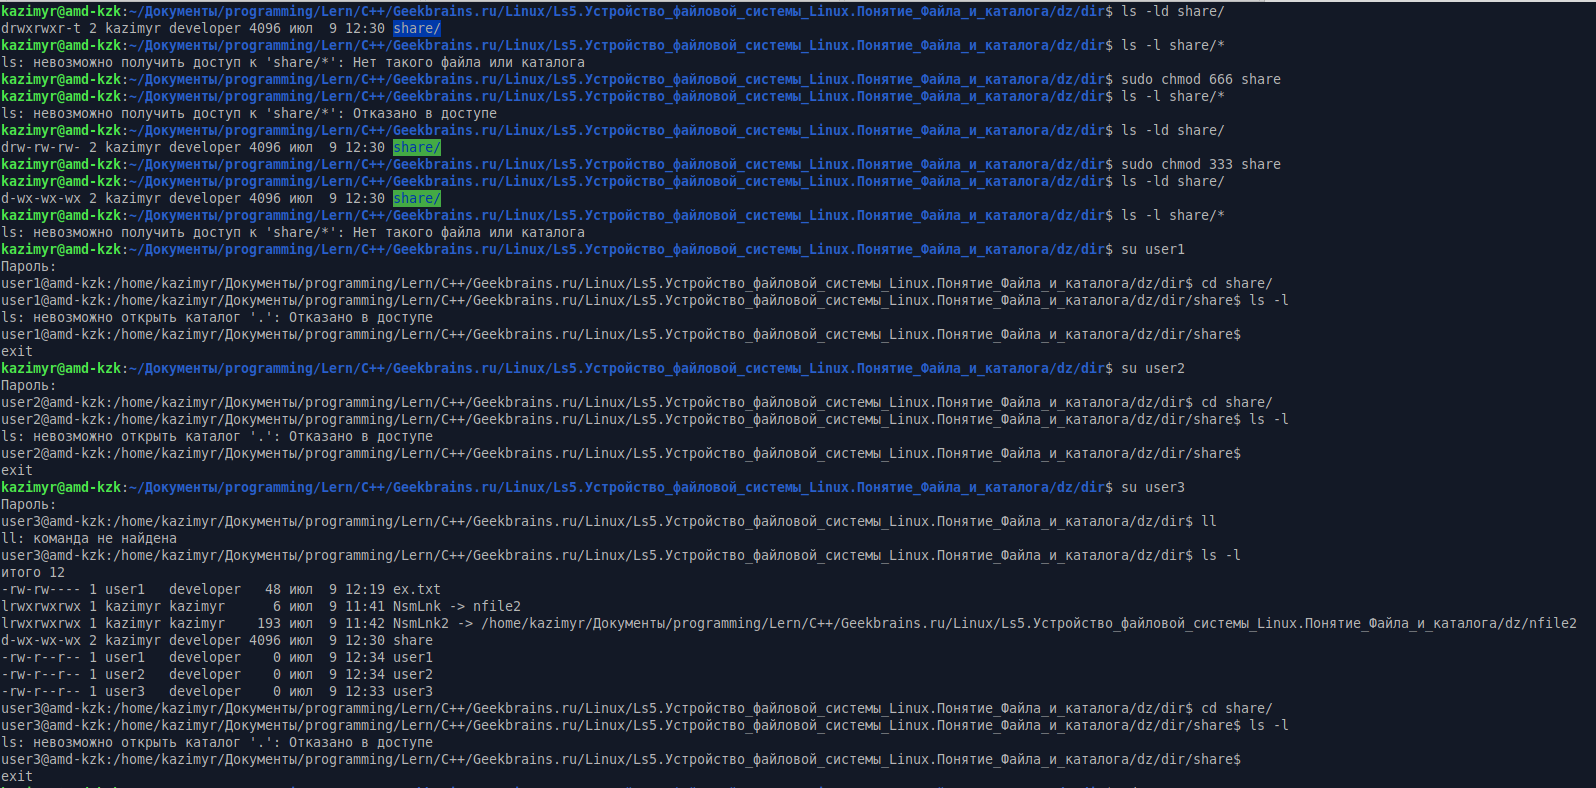 kazimyr@amd-kzk:~/Документы/programming/Lern/C++/Geekbrains.ru/Linux/Ls5.Устройство_файловой_системы_Linux.Понятие_Файла_и_каталога/dz/dir$ ls -ld share/
drwxrwxr-t 2 kazimyr developer 4096 июл  9 12:30 share/
kazimyr@amd-kzk:~/Документы/programming/Lern/C++/Geekbrains.ru/Linux/Ls5.Устройство_файловой_системы_Linux.Понятие_Файла_и_каталога/dz/dir$ ls -l share/*
ls: невозможно получить доступ к 'share/*': Нет такого файла или каталога
kazimyr@amd-kzk:~/Документы/programming/Lern/C++/Geekbrains.ru/Linux/Ls5.Устройство_файловой_системы_Linux.Понятие_Файла_и_каталога/dz/dir$ sudo chmod 666 share
kazimyr@amd-kzk:~/Документы/programming/Lern/C++/Geekbrains.ru/Linux/Ls5.Устройство_файловой_системы_Linux.Понятие_Файла_и_каталога/dz/dir$ ls -l share/*
ls: невозможно получить доступ к 'share/*': Отказано в доступе
kazimyr@amd-kzk:~/Документы/programming/Lern/C++/Geekbrains.ru/Linux/Ls5.Устройство_файловой_системы_Linux.Понятие_Файла_и_каталога/dz/dir$ ls -ld share/
drw-rw-rw- 2 kazimyr developer 4096 июл  9 12:30 share/
kazimyr@amd-kzk:~/Документы/programming/Lern/C++/Geekbrains.ru/Linux/Ls5.Устройство_файловой_системы_Linux.Понятие_Файла_и_каталога/dz/dir$ sudo chmod 333 share
kazimyr@amd-kzk:~/Документы/programming/Lern/C++/Geekbrains.ru/Linux/Ls5.Устройство_файловой_системы_Linux.Понятие_Файла_и_каталога/dz/dir$ ls -ld share/
d-wx-wx-wx 2 kazimyr developer 4096 июл  9 12:30 share/
kazimyr@amd-kzk:~/Документы/programming/Lern/C++/Geekbrains.ru/Linux/Ls5.Устройство_файловой_системы_Linux.Понятие_Файла_и_каталога/dz/dir$ ls -l share/*
ls: невозможно получить доступ к 'share/*': Нет такого файла или каталога
kazimyr@amd-kzk:~/Документы/programming/Lern/C++/Geekbrains.ru/Linux/Ls5.Устройство_файловой_системы_Linux.Понятие_Файла_и_каталога/dz/dir$ su user1
Пароль:
user1@amd-kzk:/home/kazimyr/Документы/programming/Lern/C++/Geekbrains.ru/Linux/Ls5.Устройство_файловой_системы_Linux.Понятие_Файла_и_каталога/dz/dir$ cd share/
user1@amd-kzk:/home/kazimyr/Документы/programming/Lern/C++/Geekbrains.ru/Linux/Ls5.Устройство_файловой_системы_Linux.Понятие_Файла_и_каталога/dz/dir/share$ ls -l
ls: невозможно открыть каталог '.': Отказано в доступе
user1@amd-kzk:/home/kazimyr/Документы/programming/Lern/C++/Geekbrains.ru/Linux/Ls5.Устройство_файловой_системы_Linux.Понятие_Файла_и_каталога/dz/dir/share$
exit
kazimyr@amd-kzk:~/Документы/programming/Lern/C++/Geekbrains.ru/Linux/Ls5.Устройство_файловой_системы_Linux.Понятие_Файла_и_каталога/dz/dir$ su user2
Пароль:
user2@amd-kzk:/home/kazimyr/Документы/programming/Lern/C++/Geekbrains.ru/Linux/Ls5.Устройство_файловой_системы_Linux.Понятие_Файла_и_каталога/dz/dir$ cd share/
user2@amd-kzk:/home/kazimyr/Документы/programming/Lern/C++/Geekbrains.ru/Linux/Ls5.Устройство_файловой_системы_Linux.Понятие_Файла_и_каталога/dz/dir/share$ ls -l
ls: невозможно открыть каталог '.': Отказано в доступе
user2@amd-kzk:/home/kazimyr/Документы/programming/Lern/C++/Geekbrains.ru/Linux/Ls5.Устройство_файловой_системы_Linux.Понятие_Файла_и_каталога/dz/dir/share$
exit
kazimyr@amd-kzk:~/Документы/programming/Lern/C++/Geekbrains.ru/Linux/Ls5.Устройство_файловой_системы_Linux.Понятие_Файла_и_каталога/dz/dir$ su user3
Пароль:
user3@amd-kzk:/home/kazimyr/Документы/programming/Lern/C++/Geekbrains.ru/Linux/Ls5.Устройство_файловой_системы_Linux.Понятие_Файла_и_каталога/dz/dir$ ll
ll: команда не найдена
user3@amd-kzk:/home/kazimyr/Документы/programming/Lern/C++/Geekbrains.ru/Linux/Ls5.Устройство_файловой_системы_Linux.Понятие_Файла_и_каталога/dz/dir$ ls -l
итого 12
-rw-rw---- 1 user1   developer   48 июл  9 12:19 ex.txt
lrwxrwxrwx 1 kazimyr kazimyr      6 июл  9 11:41 NsmLnk -> nfile2
lrwxrwxrwx 1 kazimyr kazimyr    193 июл  9 11:42 NsmLnk2 -> /home/kazimyr/Документы/programming/Lern/C++/Geekbrains.ru/Linux/Ls5.Устройство_файловой_системы_Linux.Понятие_Файла_и_каталога/dz/nfile2
d-wx-wx-wx 2 kazimyr developer 4096 июл  9 12:30 share
-rw-r--r-- 1 user1   developer    0 июл  9 12:34 user1
-rw-r--r-- 1 user2   developer    0 июл  9 12:34 user2
-rw-r--r-- 1 user3   developer    0 июл  9 12:33 user3
user3@amd-kzk:/home/kazimyr/Документы/programming/Lern/C++/Geekbrains.ru/Linux/Ls5.Устройство_файловой_системы_Linux.Понятие_Файла_и_каталога/dz/dir$ cd share/
user3@amd-kzk:/home/kazimyr/Документы/programming/Lern/C++/Geekbrains.ru/Linux/Ls5.Устройство_файловой_системы_Linux.Понятие_Файла_и_каталога/dz/dir/share$ ls -l
ls: невозможно открыть каталог '.': Отказано в доступе
user3@amd-kzk:/home/kazimyr/Документы/programming/Lern/C++/Geekbrains.ru/Linux/Ls5.Устройство_файловой_системы_Linux.Понятие_Файла_и_каталога/dz/dir/share$
exit